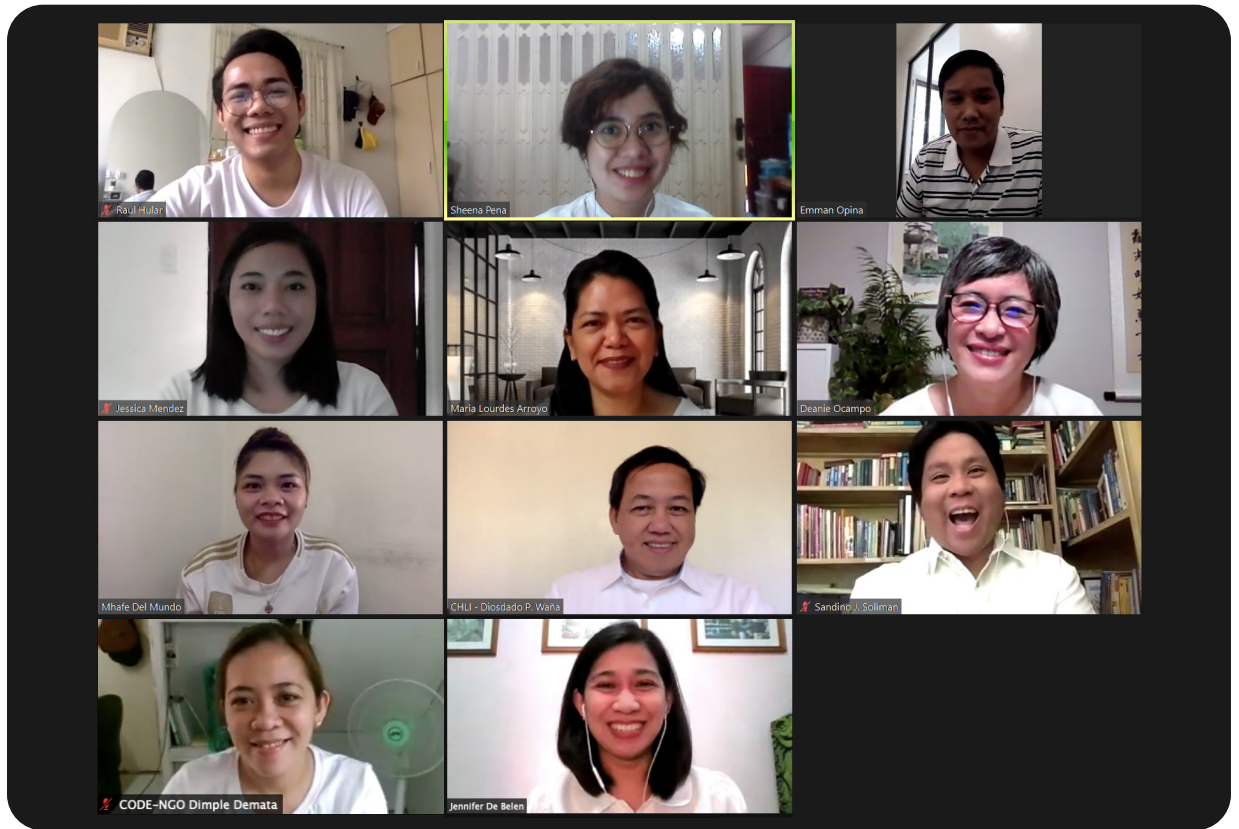 Raul Hular
Sheena Pena
Emman Opina
Jessica Mendez
Maria Lourdes Arroyo
Deanie Ocampo
Mhafe Del Mundo
CHLI - Diosdado P. Waña
Sandino J. Soliman
CODE-NGO Dimple Demata
Jennifer De Belen